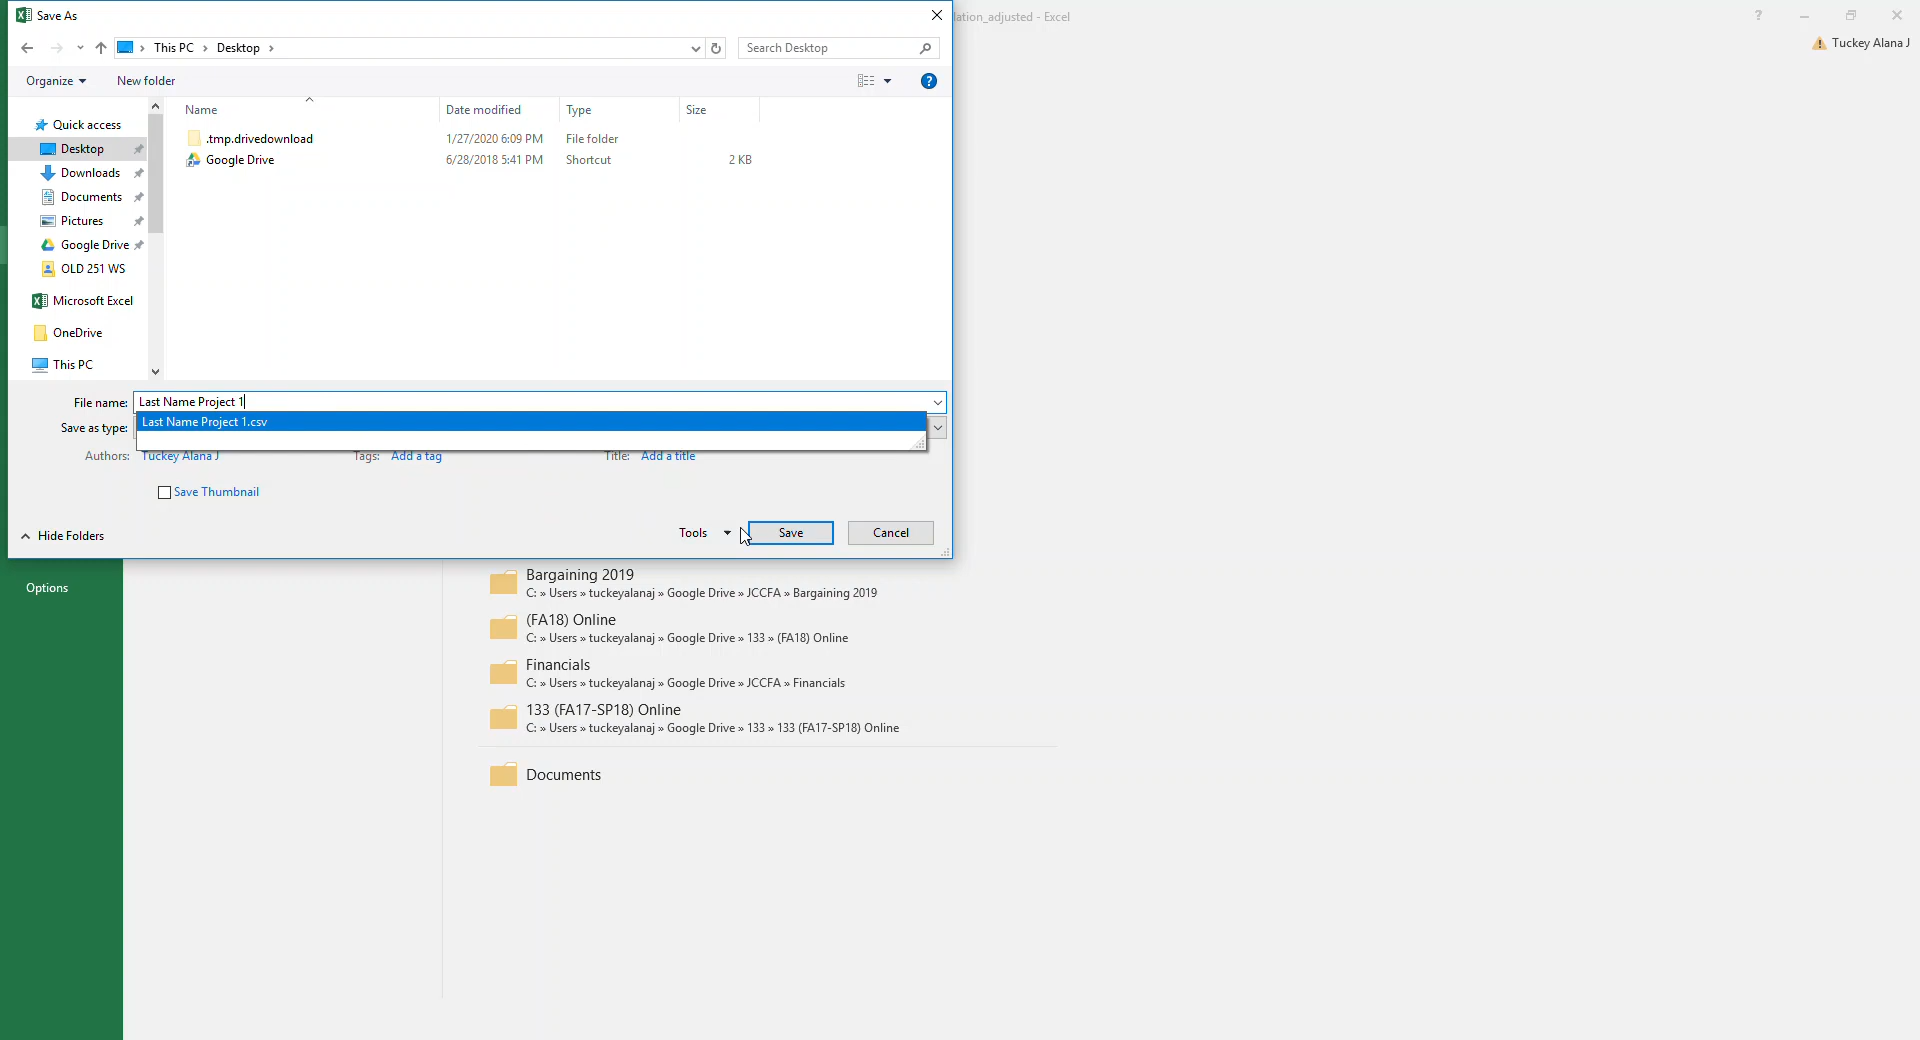 Save As
lation_adjusted - Excel
?
Tuckey Alana J
This PC > Desktop >
Search Desktop
Organize
New folder
?
Name
Date modified
Type
Size
Quick access
Desktop
Downloads
Documents
Pictures
Google Drive
OLD 251 WS
Microsoft Excel
OneDrive
This PC
.tmp.drivedownload 1/27/2020 6:09 PM File folder
Google Drive 6/28/2018 5:41 PM Shortcut 2 KB
File name: Last Name Project 1
Last Name Project 1.csv
Save as type:
Authors: Tuckey Alana J
Tags: Add a tag
Title: Add a title
Save Thumbnail
Hide Folders
Tools
Save
Cancel
Options
Bargaining 2019
C: » Users » tuckeyalanaj » Google Drive » JCCFA » Bargaining 2019
(FA18) Online
C: » Users » tuckeyalanaj » Google Drive » 133 » (FA18) Online
Financials
C: » Users » tuckeyalanaj » Google Drive » JCCFA » Financials
133 (FA17-SP18) Online
C: » Users » tuckeyalanaj » Google Drive » 133 » 133 (FA17-SP18) Online
Documents